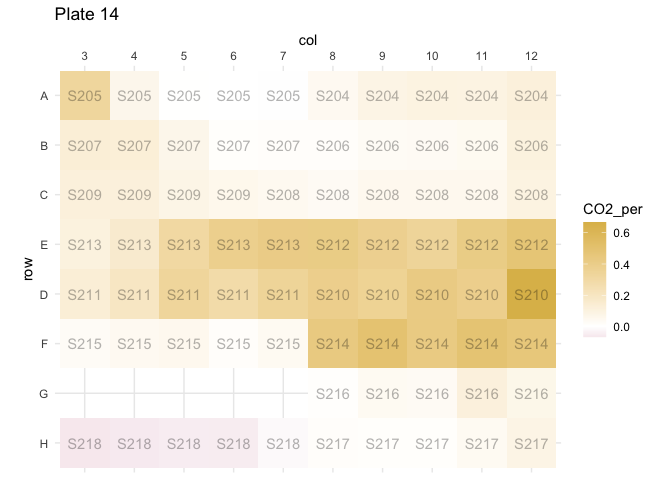 Plate 14
col
3 4 5 6 7 8 9 10 11 12
A S205 S205 S205 S205 S205 S204 S204 S204 S204 S204
B S207 S207 S207 S207 S207 S206 S206 S206 S206 S206
C S209 S209 S209 S209 S208 S208 S208 S208 S208 S208
E S213 S213 S213 S213 S213 S212 S212 S212 S212 S212
D S211 S211 S211 S211 S211 S210 S210 S210 S210 S210
F S215 S215 S215 S215 S215 S214 S214 S214 S214 S214
G S216 S216 S216 S216 S216
H S218 S218 S218 S218 S218 S217 S217 S217 S217 S217
row
CO2_per
0.6
0.4
0.2
0.0